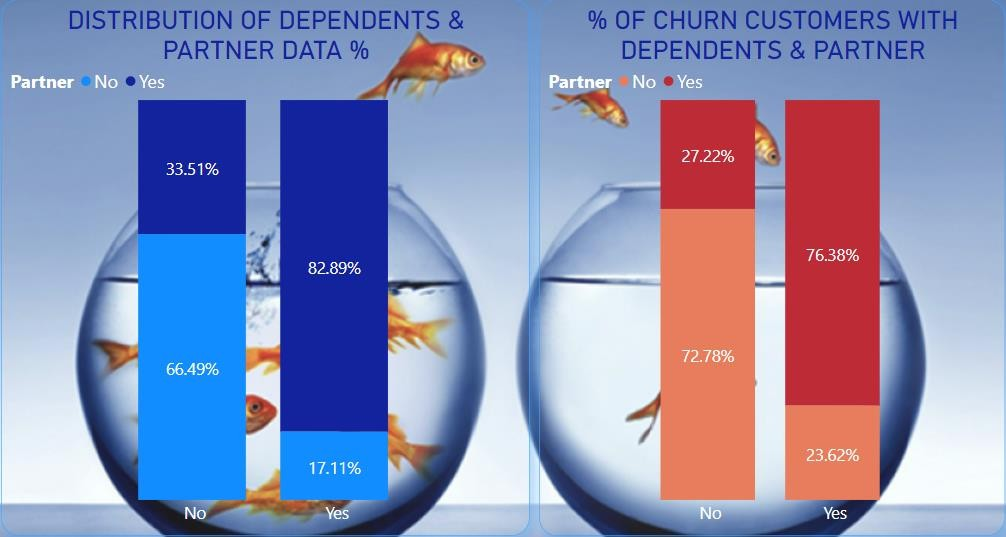 DISTRIBUTION OF DEPENDENTS &
PARTNER DATA %
Partner No Yes
33.51%
82.89%
66.49%
17.11%
No Yes
% OF CHURN CUSTOMERS WITH
DEPENDENTS & PARTNER
Partner No Yes
27.22%
76.38%
72.78%
23.62%
No Yes